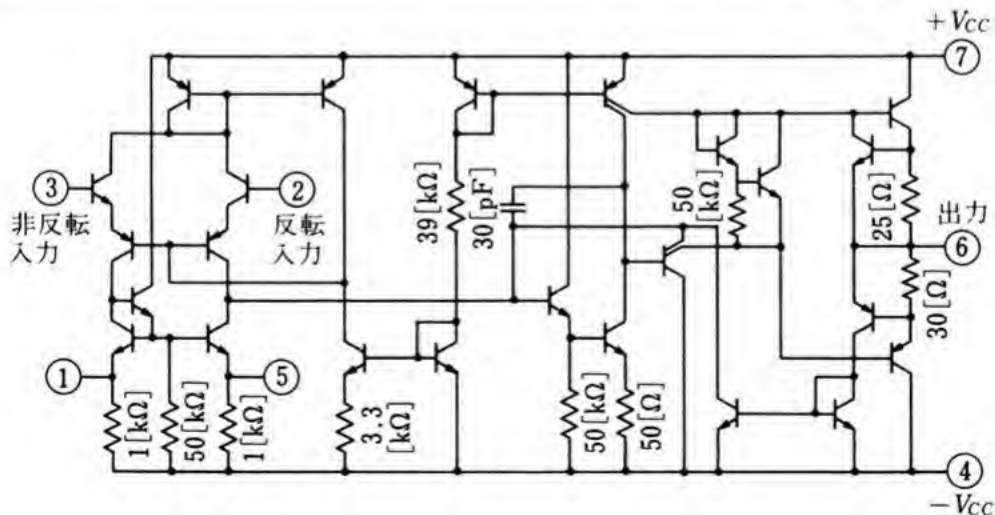 +VCC
⑦
③
非反転
入力
②
反転
入力
39[kΩ]
30[pF]
50
[kΩ]
25[Ω]
出力
⑥
30[Ω]
①
⑤
1[kΩ]
50[kΩ]
1[kΩ]
3.3
[kΩ]
50[kΩ]
50[Ω]
④
−VCC